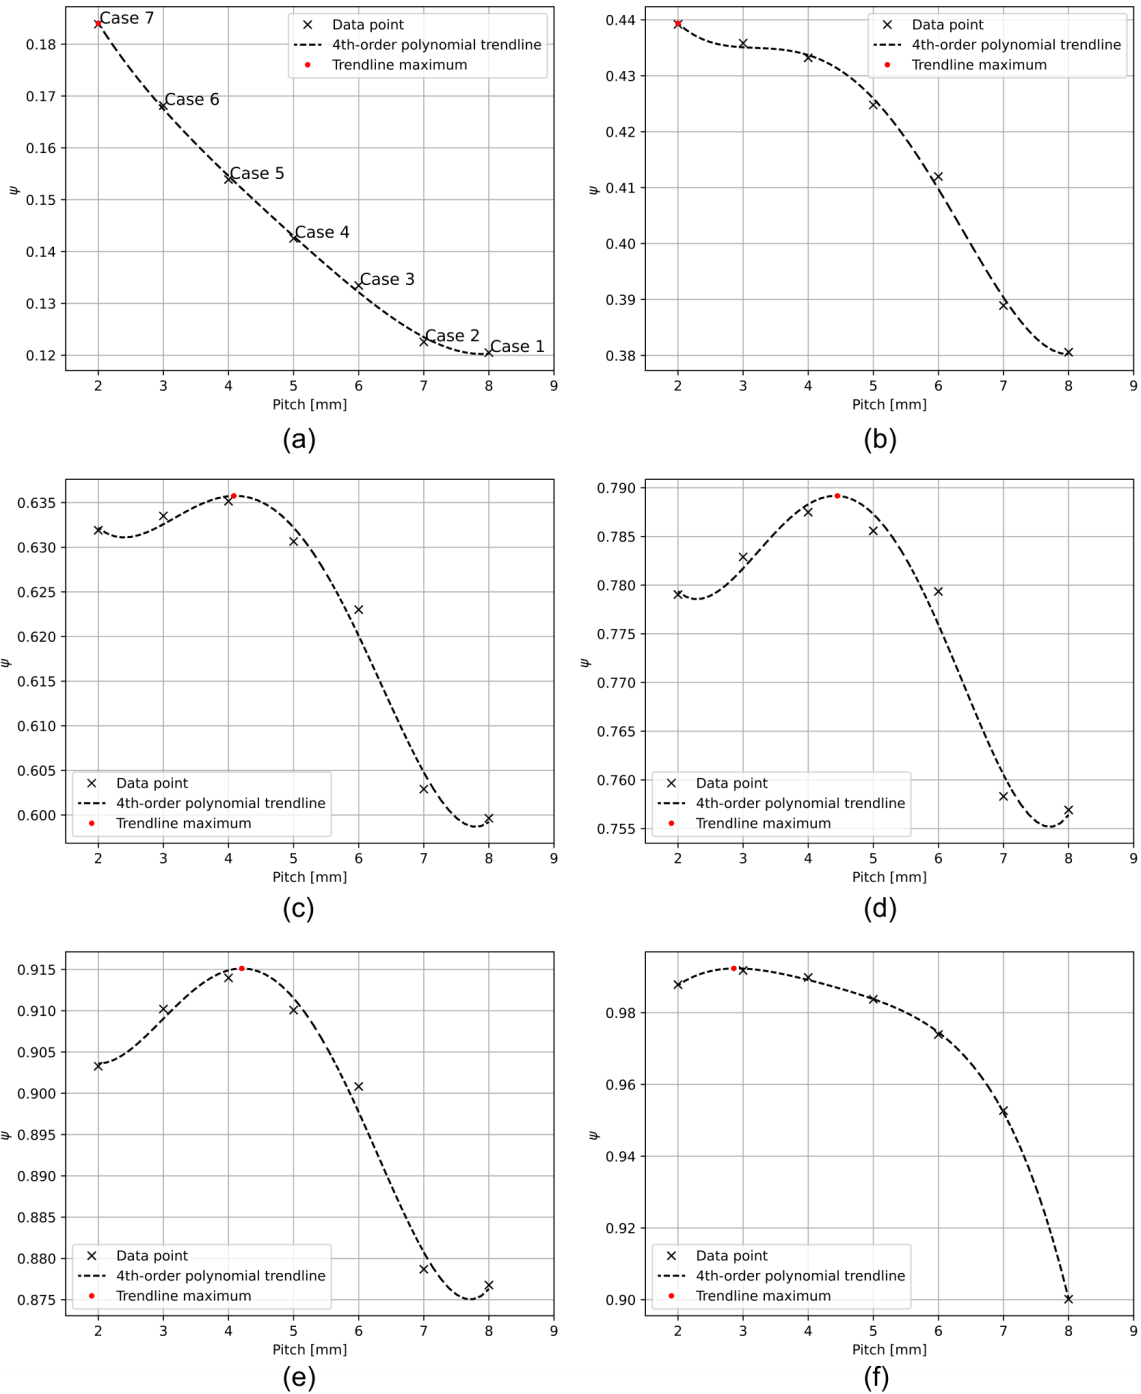 Case 7
Data point
4th-order polynomial trendline
Trendline maximum
0.18
0.17
Case 6
0.16
Case 5
ψ
0.15
Case 4
0.14
Case 3
0.13
Case 2
Case 1
0.12
2 3 4 5 6 7 8 9
Pitch [mm]
(a)
0.44
Data point
4th-order polynomial trendline
Trendline maximum
0.43
0.42
0.41
ψ
0.40
0.39
0.38
2 3 4 5 6 7 8 9
Pitch [mm]
(b)
0.635
0.630
0.625
0.620
ψ
0.615
0.610
0.605
0.600
Data point
4th-order polynomial trendline
Trendline maximum
2 3 4 5 6 7 8 9
Pitch [mm]
(c)
0.790
0.785
0.780
0.775
ψ
0.770
0.765
0.760
0.755
Data point
4th-order polynomial trendline
Trendline maximum
2 3 4 5 6 7 8 9
Pitch [mm]
(d)
0.915
0.910
0.905
0.900
0.895
ψ
0.890
0.885
0.880
0.875
Data point
4th-order polynomial trendline
Trendline maximum
2 3 4 5 6 7 8 9
Pitch [mm]
(e)
0.98
0.96
ψ
0.94
0.92
0.90
Data point
4th-order polynomial trendline
Trendline maximum
2 3 4 5 6 7 8 9
Pitch [mm]
(f)